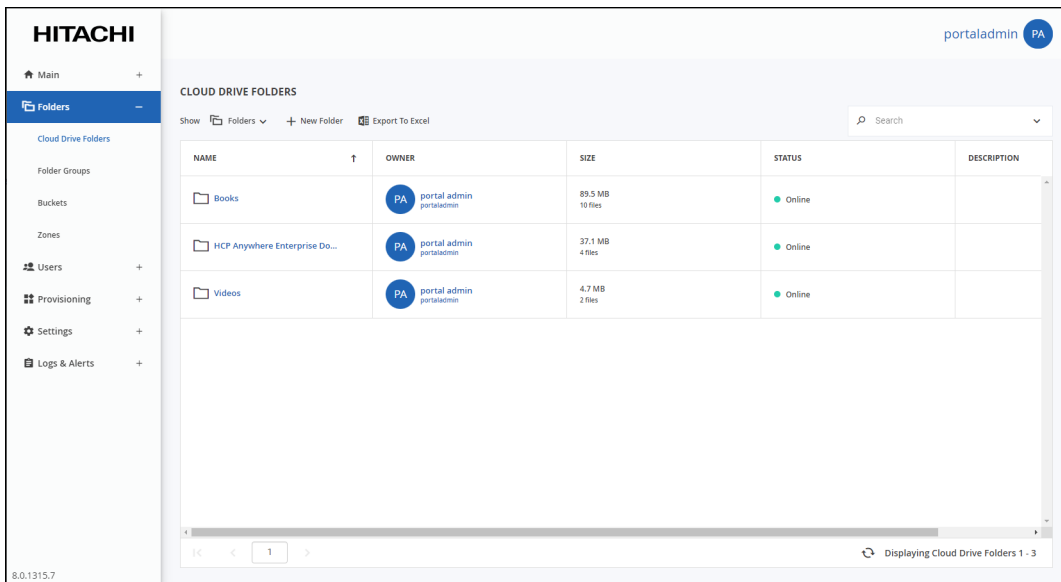 HITACHI
portaladmin PA
Main +
Folders −
Cloud Drive Folders
Folder Groups
Buckets
Zones
Users +
Provisioning +
Settings +
Logs & Alerts +
8.0.1315.7
CLOUD DRIVE FOLDERS
Show Folders + New Folder Export To Excel
Search
NAME ↑ OWNER SIZE STATUS DESCRIPTION
Books PA portal admin 89.5 MB Online
portaladmin 10 files
HCP Anywhere Enterprise Do... PA portal admin 37.1 MB Online
portaladmin 4 files
Videos PA portal admin 4.7 MB Online
portaladmin 2 files
1
Displaying Cloud Drive Folders 1 - 3